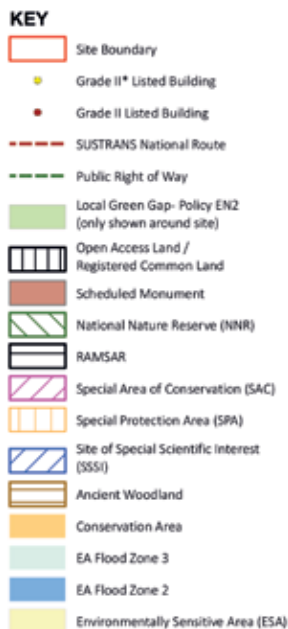 KEY
Site Boundary
Grade II* Listed Building
Grade II Listed Building
SUSTRANS National Route
Public Right of Way
Local Green Gap- Policy EN2
(only shown around site)
Open Access Land /
Registered Common Land
Scheduled Monument
National Nature Reserve (NNR)
RAMSAR
Special Area of Conservation (SAC)
Special Protection Area (SPA)
Site of Special Scientific Interest
(SSSI)
Ancient Woodland
Conservation Area
EA Flood Zone 3
EA Flood Zone 2
Environmentally Sensitive Area (ESA)